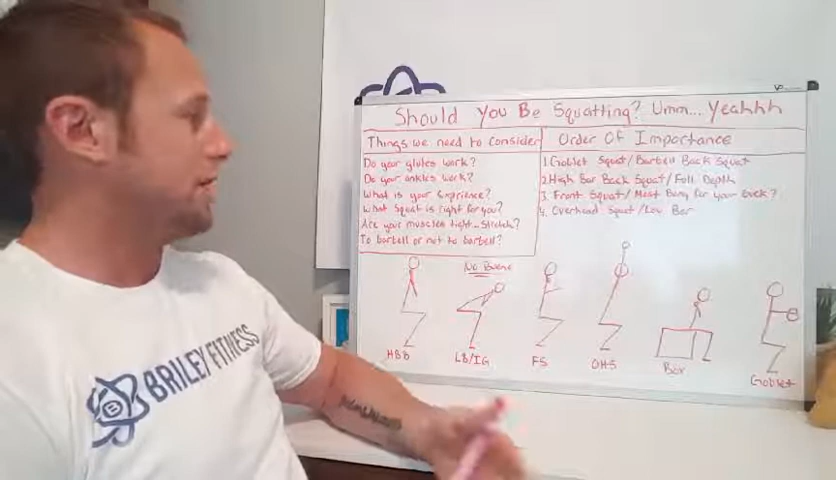 Should You Be Squatting? Umm... Yeahhh
Things we need to Consider
Do your glutes work?
Do your ankles work?
What is your Experience?
What Squat is right for you?
Are your muscles tight...Stretch?
To barbell or not to barbell?
Order Of Importance
1. Goblet Squat/Barbell Back Squat
2. High Bar Back Squat/Full Depth
3. Front Squat/Most Bang for your buck?
4. Overhead Squat/Low Bar
No Bueno
HBB
LB/IG
FS
OHS
Box
Goblet
BRILEY FITNESS
B